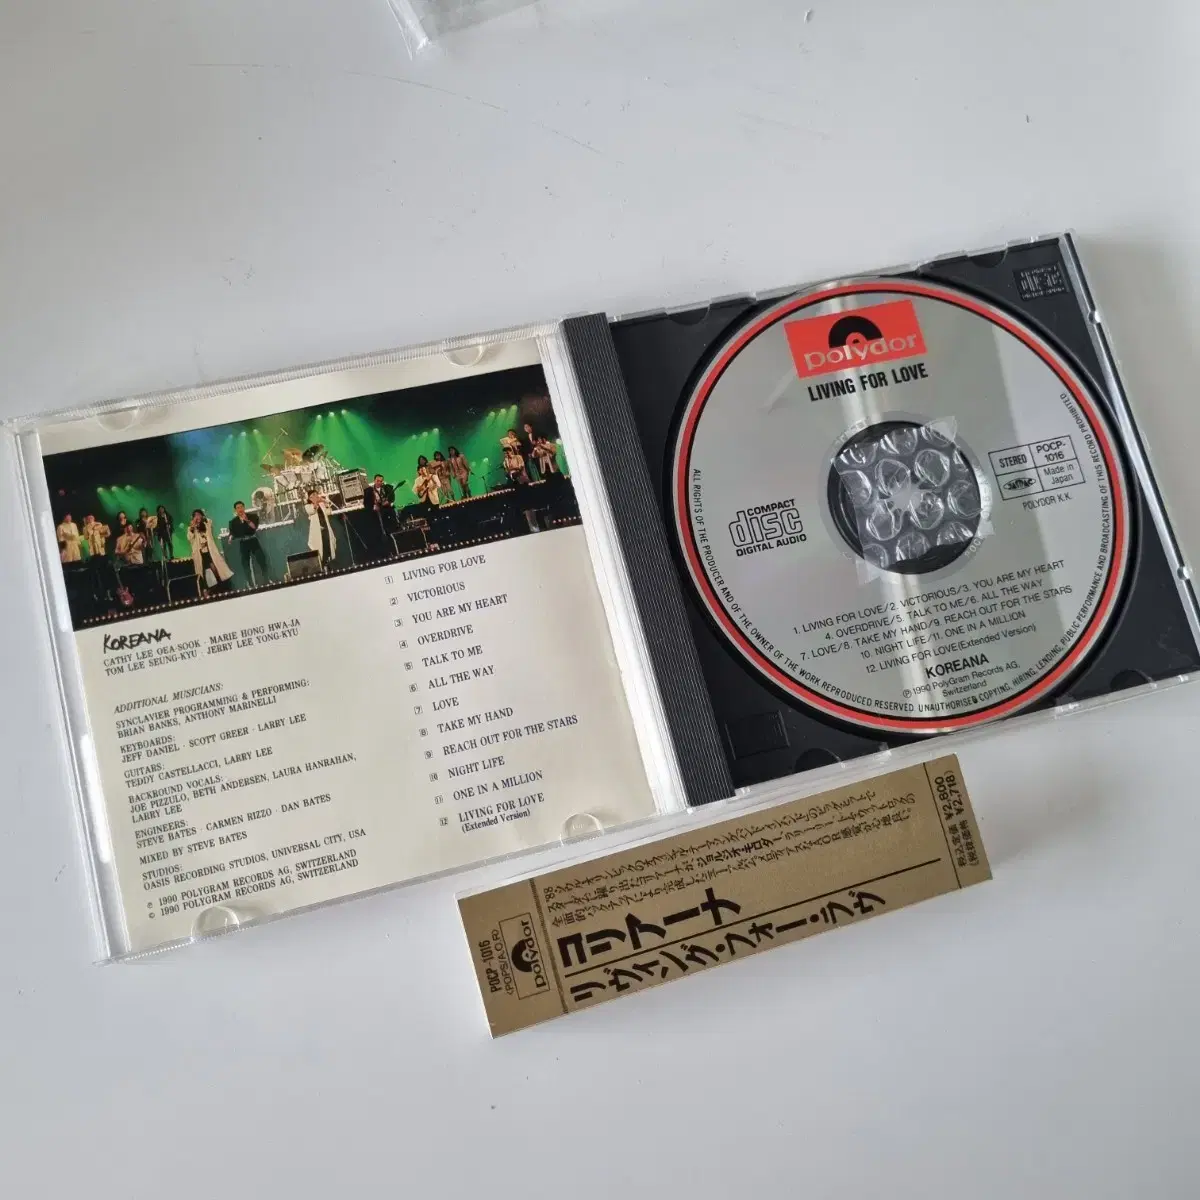 KOREANA
CATHY LEE OEA-SOOK · MARIE HONG HWA-JA
TOM LEE SEUNG-KYU · JERRY LEE YONG-KYU
ADDITIONAL MUSICIANS:
SYNCLAVIER PROGRAMMING & PERFORMING:
BRIAN BANKS, ANTHONY MARINELLI
KEYBOARDS:
JEFF DANIEL · SCOTT GREER · LARRY LEE
GUITARS:
TEDDY CASTELLACCI, LARRY LEE
BACKROUND VOCALS:
JOE PIZZULO, BETH ANDERSEN, LAURA HANRAHAN,
LARRY LEE
ENGINEERS:
STEVE BATES · CARMEN RIZZO · DAN BATES
MIXED BY STEVE BATES
STUDIOS:
OASIS RECORDING STUDIOS, UNIVERSAL CITY, USA
℗ 1990 POLYGRAM RECORDS AG, SWITZERLAND
© 1990 POLYGRAM RECORDS AG, SWITZERLAND
1 LIVING FOR LOVE
2 VICTORIOUS
3 YOU ARE MY HEART
4 OVERDRIVE
5 TALK TO ME
6 ALL THE WAY
7 LOVE
8 TAKE MY HAND
9 REACH OUT FOR THE STARS
10 NIGHT LIFE
11 ONE IN A MILLION
12 LIVING FOR LOVE
(Extended Version)
polydor
LIVING FOR LOVE
COMPACT
disc
DIGITAL AUDIO
STEREO
POCP-
1016
Made in
Japan
POLYDOR K.K.
1. LIVING FOR LOVE/2. VICTORIOUS/3. YOU ARE MY HEART
4. OVERDRIVE/5. TALK TO ME/6. ALL THE WAY
7. LOVE/8. TAKE MY HAND/9. REACH OUT FOR THE STARS
10. NIGHT LIFE/11. ONE IN A MILLION
12. LIVING FOR LOVE(Extended Version)
KOREANA
℗1990 PolyGram Records AG,
Switzerland
ALL RIGHTS OF THE PRODUCER AND OF THE OWNER OF THE WORK REPRODUCED RESERVED. UNAUTHORISED COPYING, HIRING, LENDING, PUBLIC PERFORMANCE AND BROADCASTING OF THIS RECORD PROHIBITED
POCP-1016
<POPS/A.O.R>
polydor
コリアーナ
リヴィング・フォー・ラヴ
税込定価 ¥2,800
(税抜価格 ¥2,718)